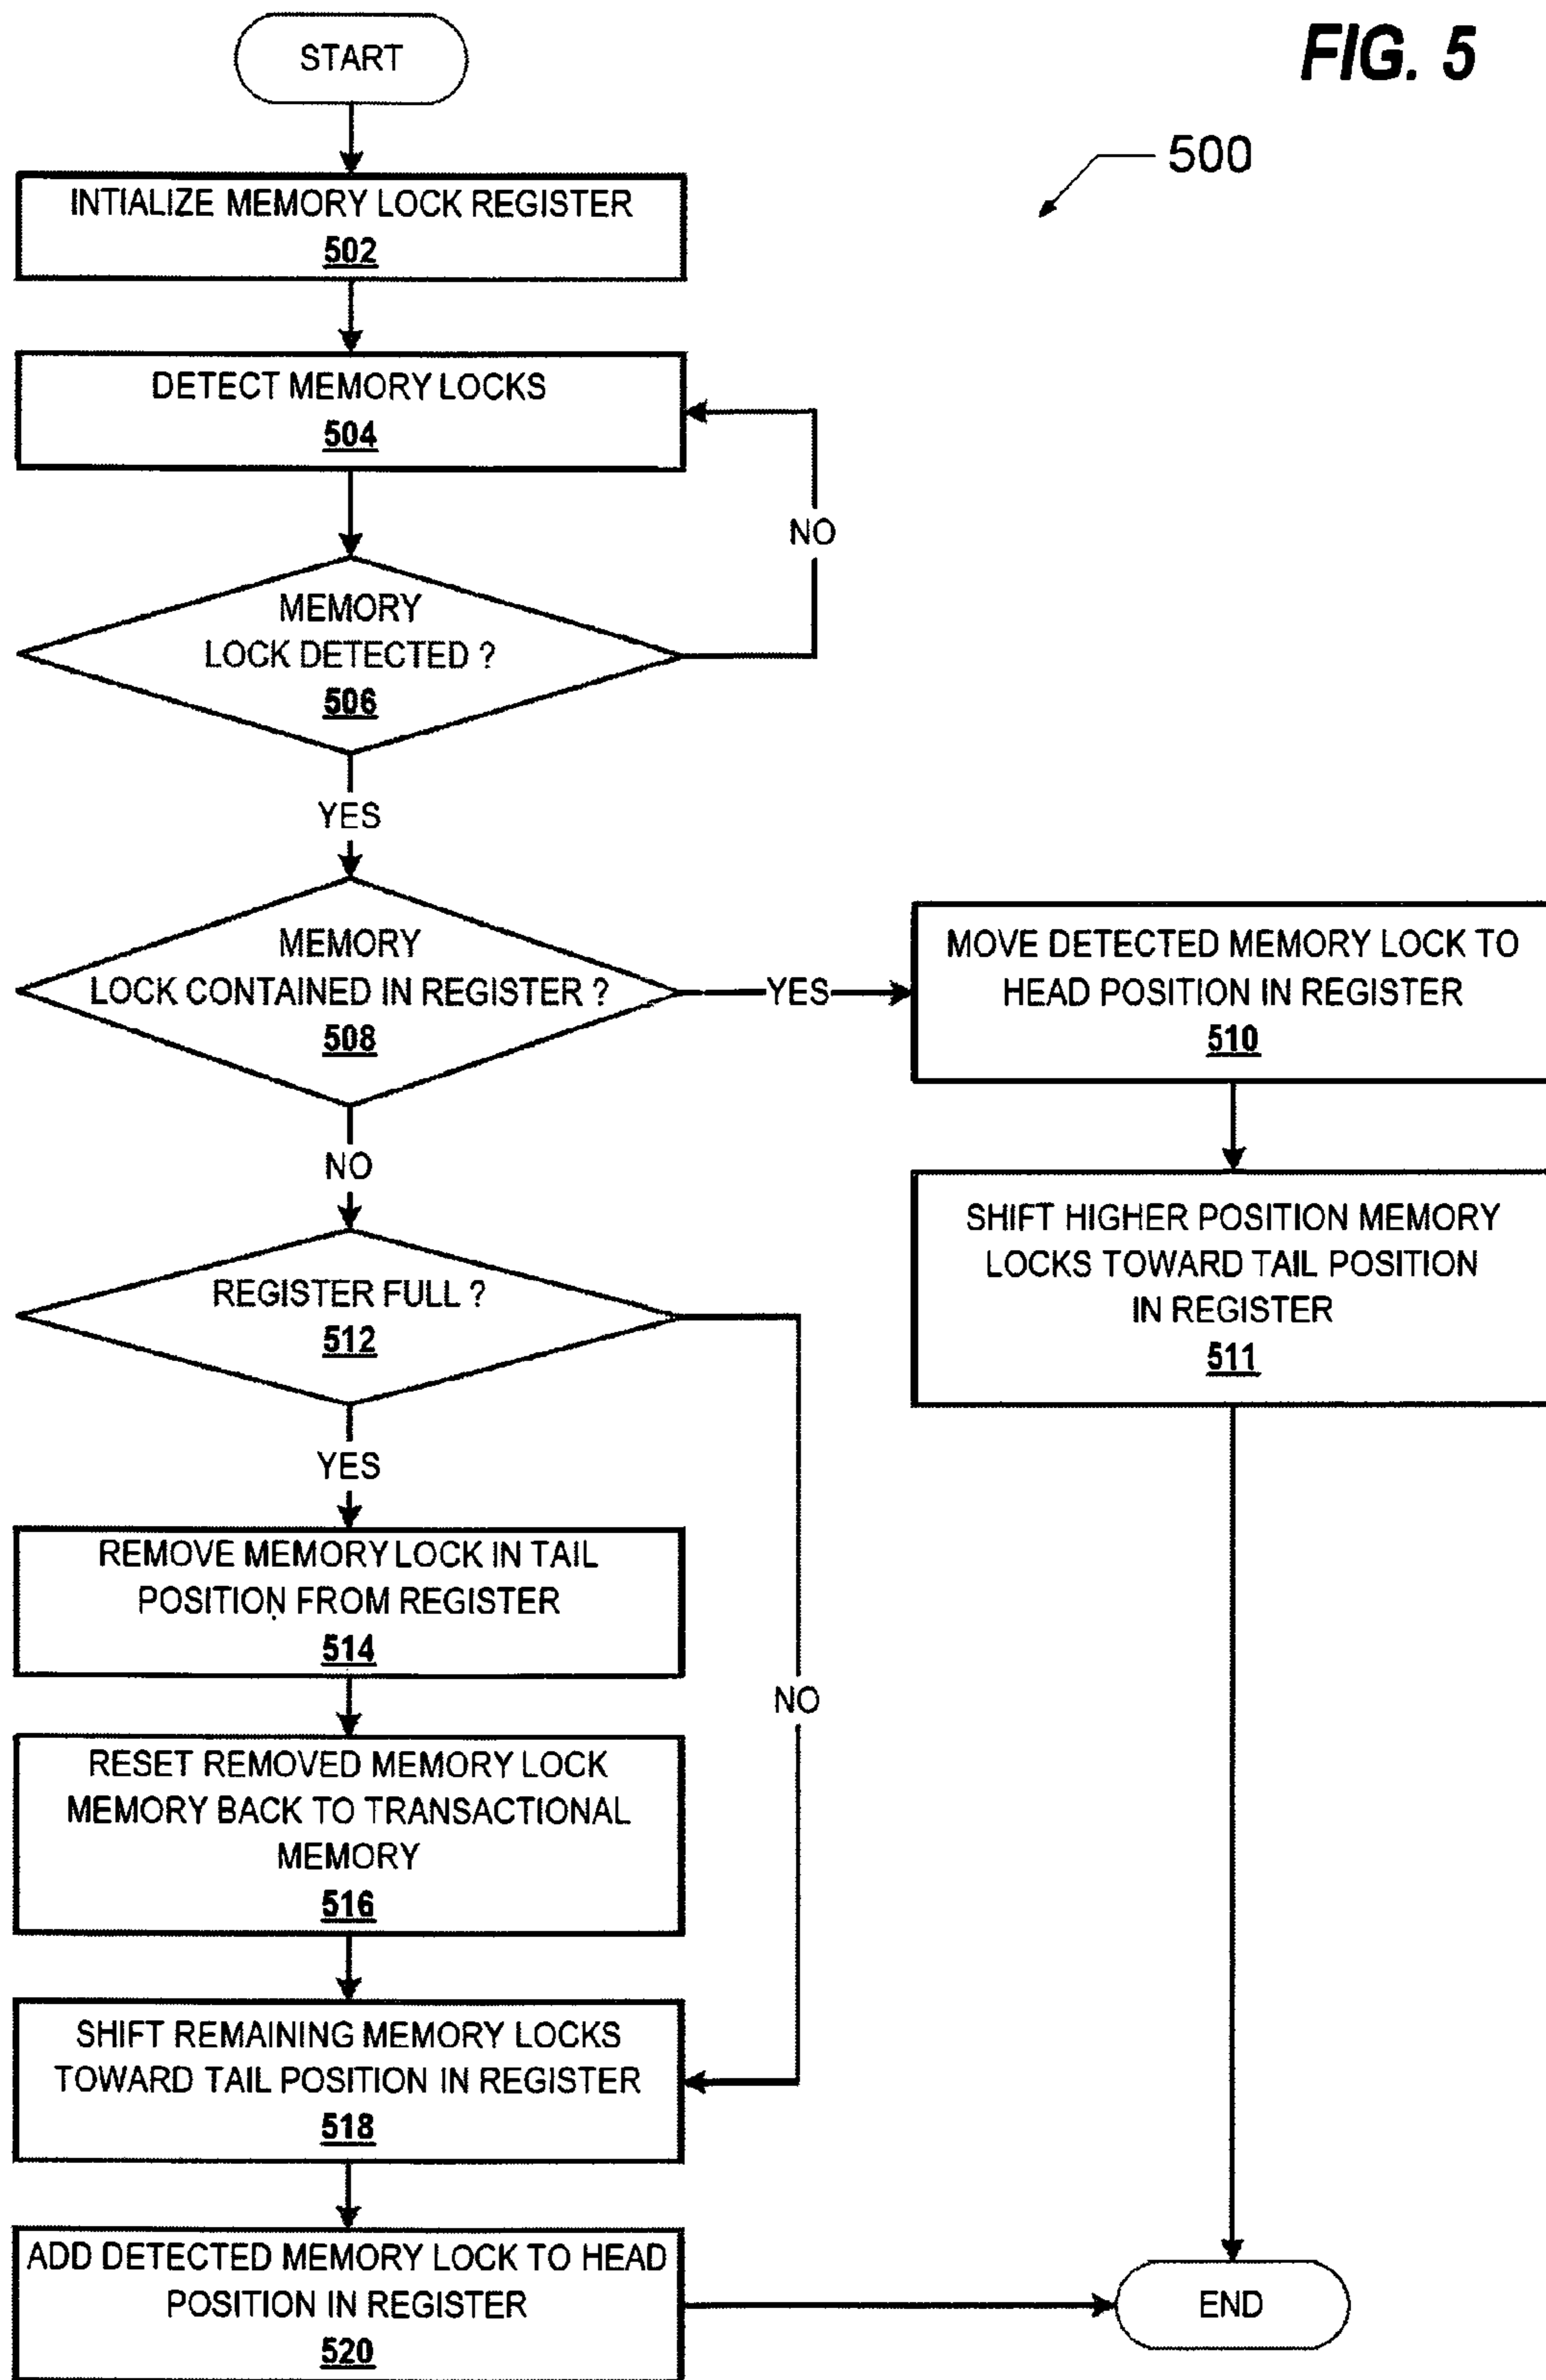 FIG. 5
500
START
INTIALIZE MEMORY LOCK REGISTER
502
DETECT MEMORY LOCKS
504
NO
MEMORY
LOCK DETECTED ?
506
YES
MEMORY
LOCK CONTAINED IN REGISTER ?
508
YES
MOVE DETECTED MEMORY LOCK TO
HEAD POSITION IN REGISTER
510
NO
SHIFT HIGHER POSITION MEMORY
LOCKS TOWARD TAIL POSITION
IN REGISTER
511
REGISTER FULL ?
512
YES
NO
REMOVE MEMORY LOCK IN TAIL
POSITION FROM REGISTER
514
RESET REMOVED MEMORY LOCK
MEMORY BACK TO TRANSACTIONAL
MEMORY
516
SHIFT REMAINING MEMORY LOCKS
TOWARD TAIL POSITION IN REGISTER
518
ADD DETECTED MEMORY LOCK TO HEAD
POSITION IN REGISTER
520
END